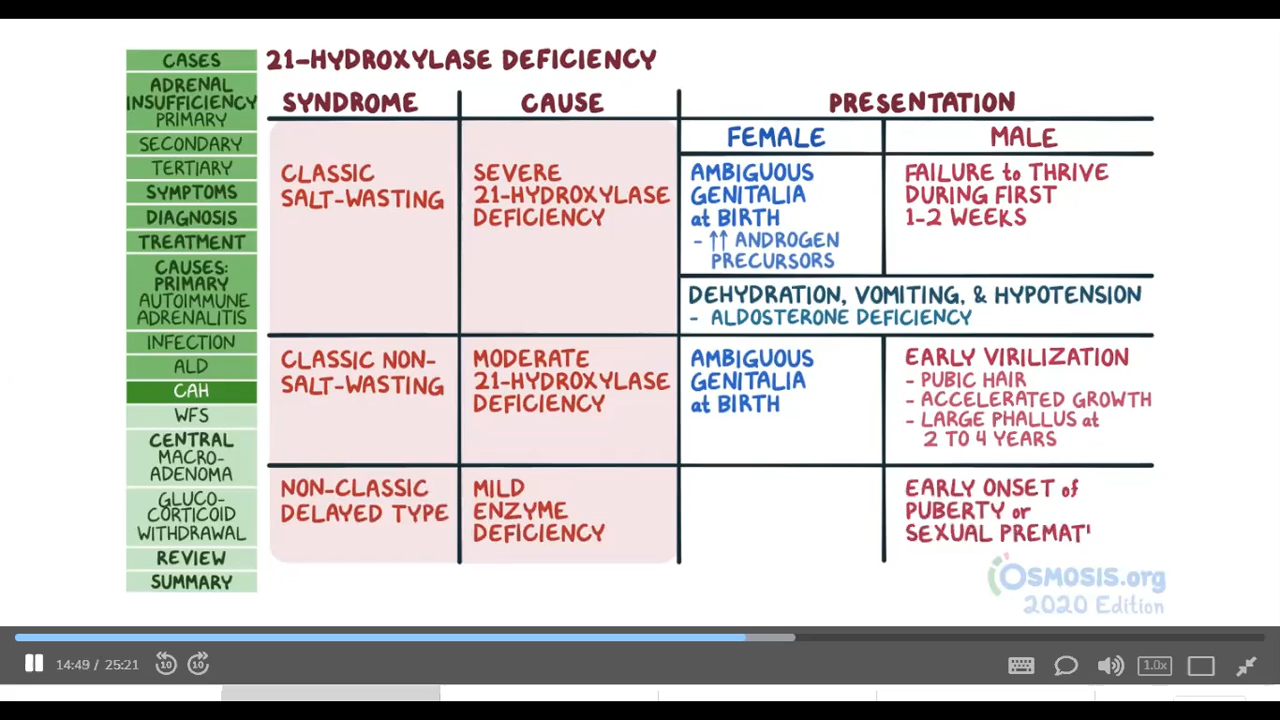 CASES
ADRENAL
INSUFFICIENCY
PRIMARY
SECONDARY
TERTIARY
SYMPTOMS
DIAGNOSIS
TREATMENT
CAUSES:
PRIMARY
AUTOIMMUNE
ADRENALITIS
INFECTION
ALD
CAH
WFS
CENTRAL
MACRO-
ADENOMA
GLUCO-
CORTICOID
WITHDRAWAL
REVIEW
SUMMARY
21-HYDROXYLASE DEFICIENCY
SYNDROME
CAUSE
PRESENTATION
FEMALE
MALE
CLASSIC
SALT-WASTING
SEVERE
21-HYDROXYLASE
DEFICIENCY
AMBIGUOUS
GENITALIA
at BIRTH
- ↑↑ ANDROGEN
PRECURSORS
FAILURE to THRIVE
DURING FIRST
1-2 WEEKS
DEHYDRATION, VOMITING, & HYPOTENSION
- ALDOSTERONE DEFICIENCY
CLASSIC NON-
SALT-WASTING
MODERATE
21-HYDROXYLASE
DEFICIENCY
AMBIGUOUS
GENITALIA
at BIRTH
EARLY VIRILIZATION
- PUBIC HAIR
- ACCELERATED GROWTH
- LARGE PHALLUS at
2 TO 4 YEARS
NON-CLASSIC
DELAYED TYPE
MILD
ENZYME
DEFICIENCY
EARLY ONSET of
PUBERTY or
SEXUAL PREMAT
OSMOSIS.org
2020 Edition
14:49 / 25:21
10
10
1.0x